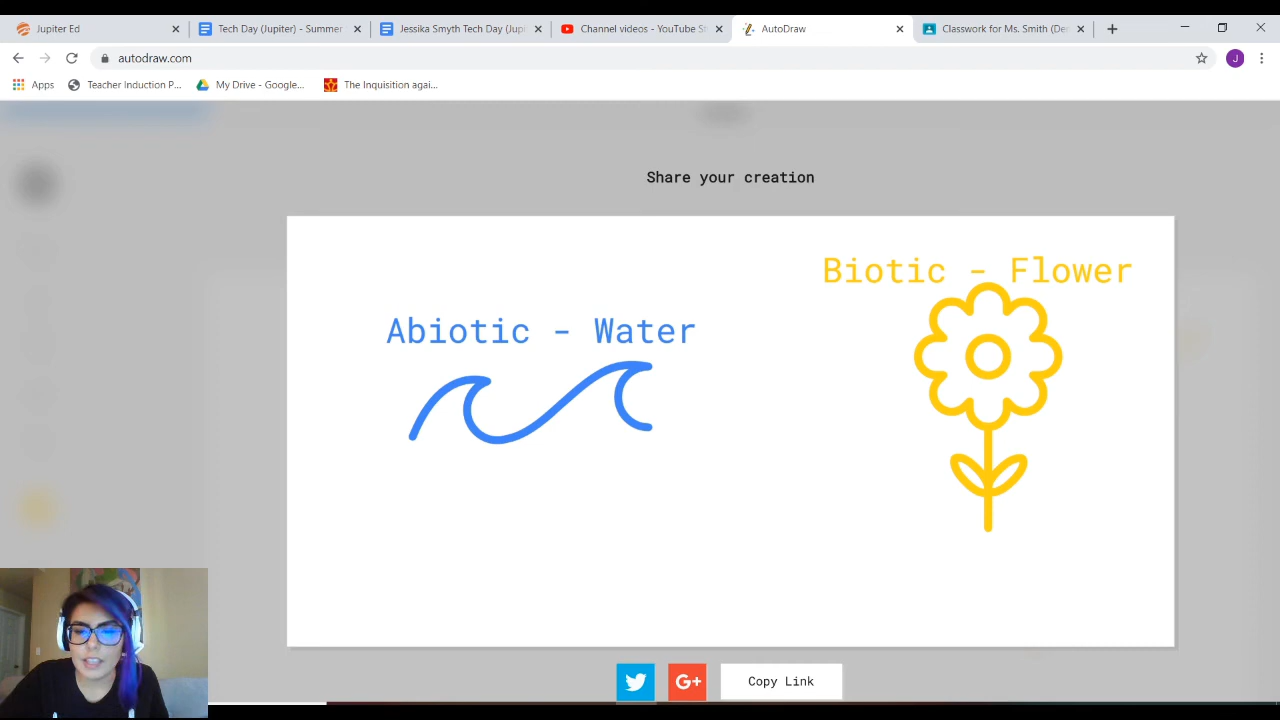 Jupiter Ed
Tech Day (Jupiter) - Summer
Jessika Smyth Tech Day (Jupi
Channel videos - YouTube St
AutoDraw
Classwork for Ms. Smith (De
autodraw.com
J
Apps
Teacher Induction P...
My Drive - Google...
The Inquisition agai...
Share your creation
Biotic - Flower
Abiotic - Water
G+
Copy Link